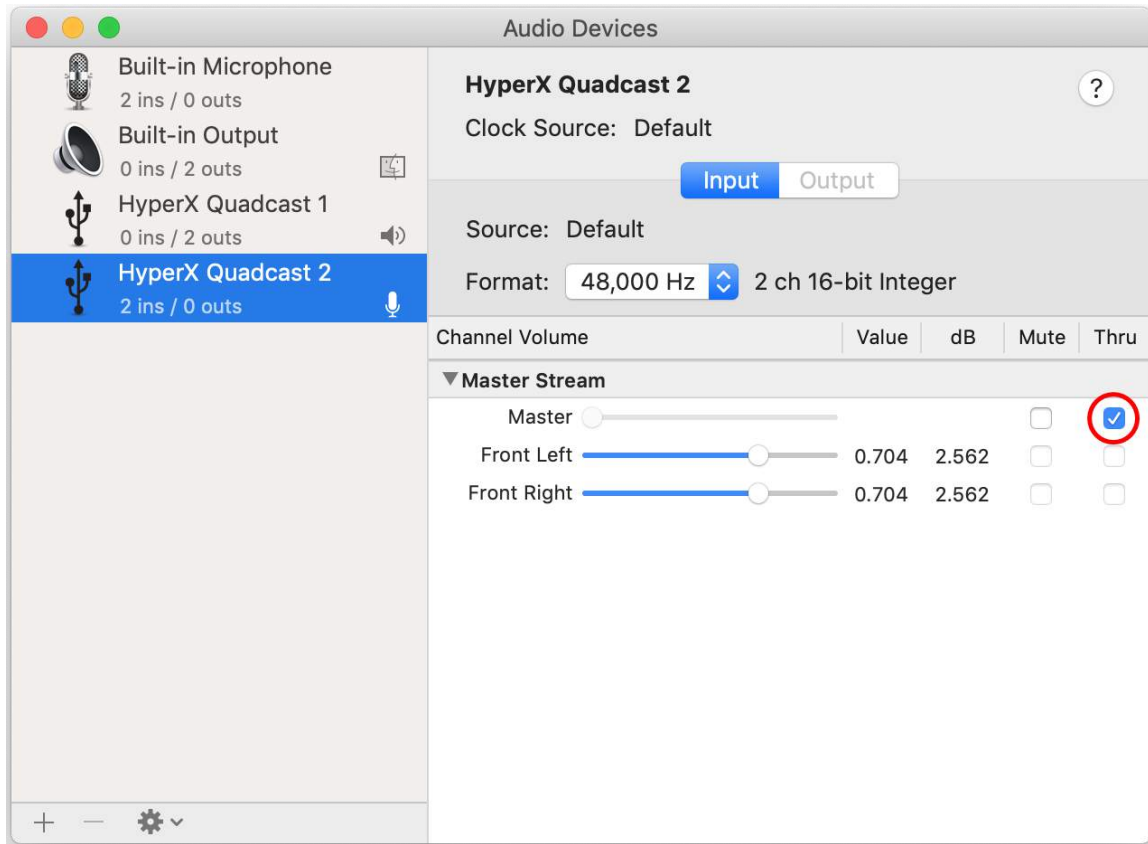 Audio Devices
Built-in Microphone
2 ins / 0 outs
Built-in Output
0 ins / 2 outs
HyperX Quadcast 1
0 ins / 2 outs
HyperX Quadcast 2
2 ins / 0 outs
HyperX Quadcast 2
?
Clock Source: Default
Input Output
Source: Default
Format: 48,000 Hz 2 ch 16-bit Integer
Channel Volume Value dB Mute Thru
Master Stream
Master
Front Left 0.704 2.562
Front Right 0.704 2.562